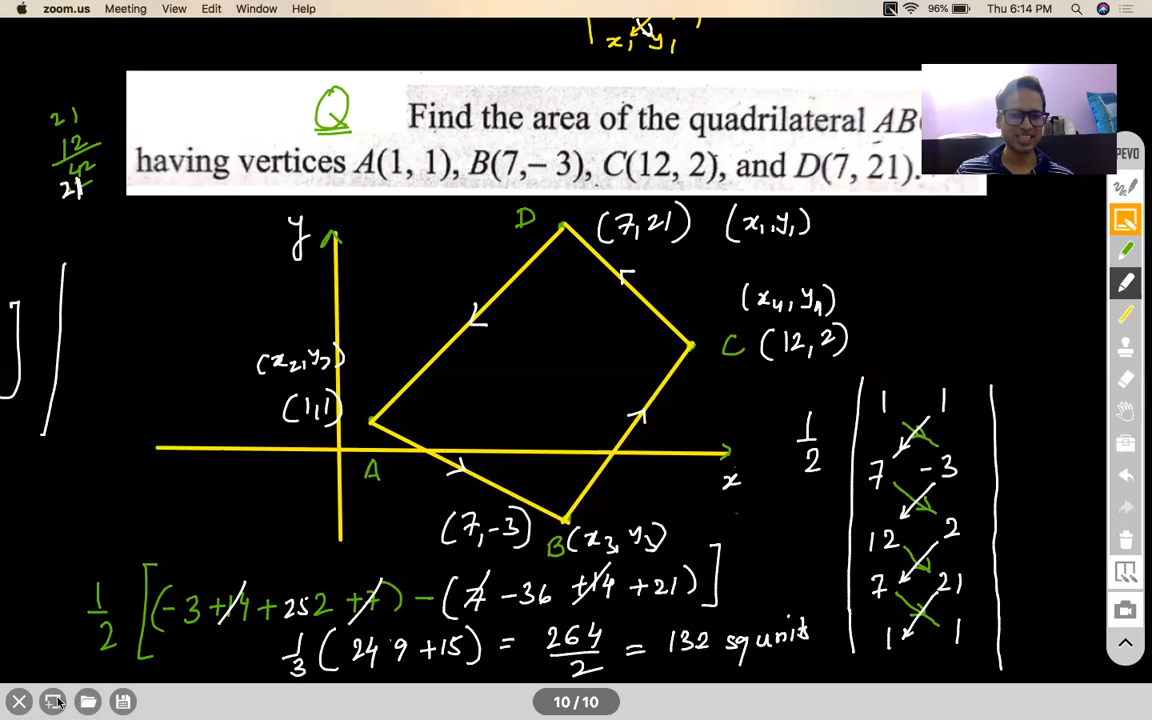 zoom.us Meeting View Edit Window Help 96% Thu 6:14 PM
x₁ y₁
Q Find the area of the quadrilateral AB
having vertices A(1, 1), B(7,– 3), C(12, 2), and D(7, 21).
21
12
42
21
y
D (7,21) (x₁,y₁)
(x₄, y₄)
C (12, 2)
(x₂,y₂)
(1,1)
A
x
(7,-3) B(x₃, y₃)
1/2
1 1
7 -3
12 2
7 21
1 1
1/2 [(-3+14+252+7) - (7 -36 +14 +21)]
1/3 (249+15) = 264/2 = 132 sq units
10/10